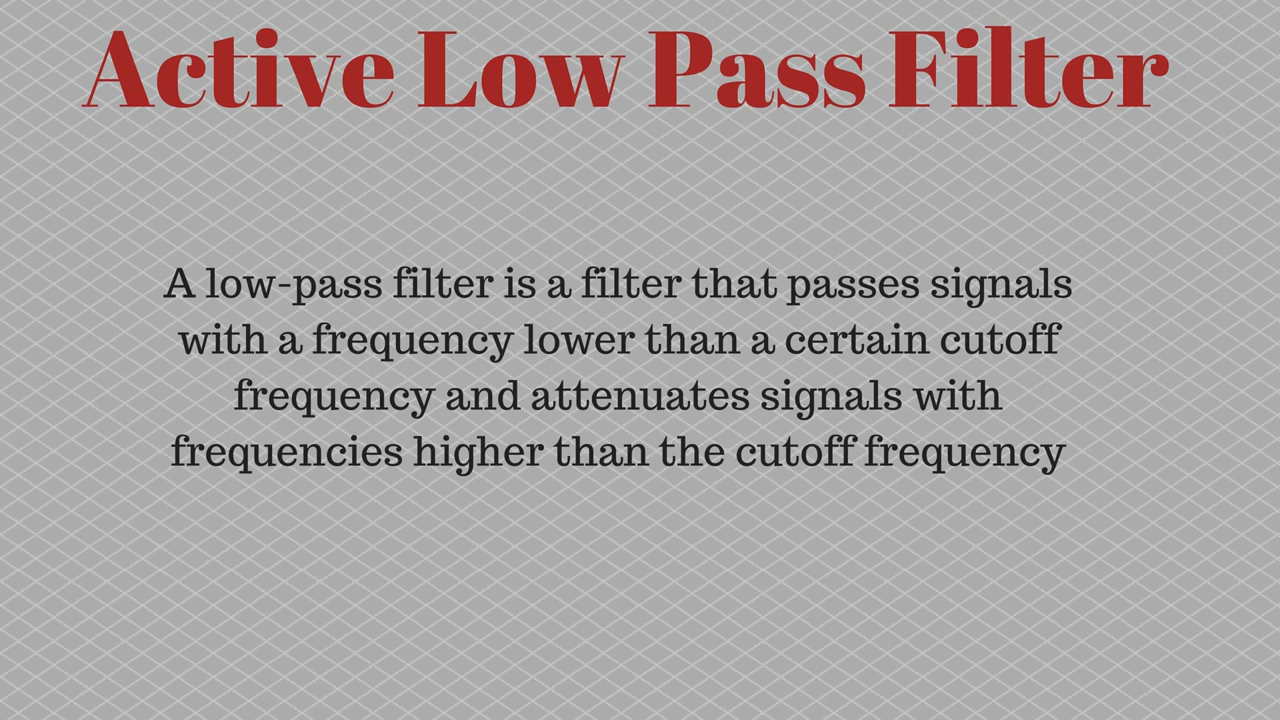 Active Low Pass Filter
A low-pass filter is a filter that passes signals
with a frequency lower than a certain cutoff
frequency and attenuates signals with
frequencies higher than the cutoff frequency